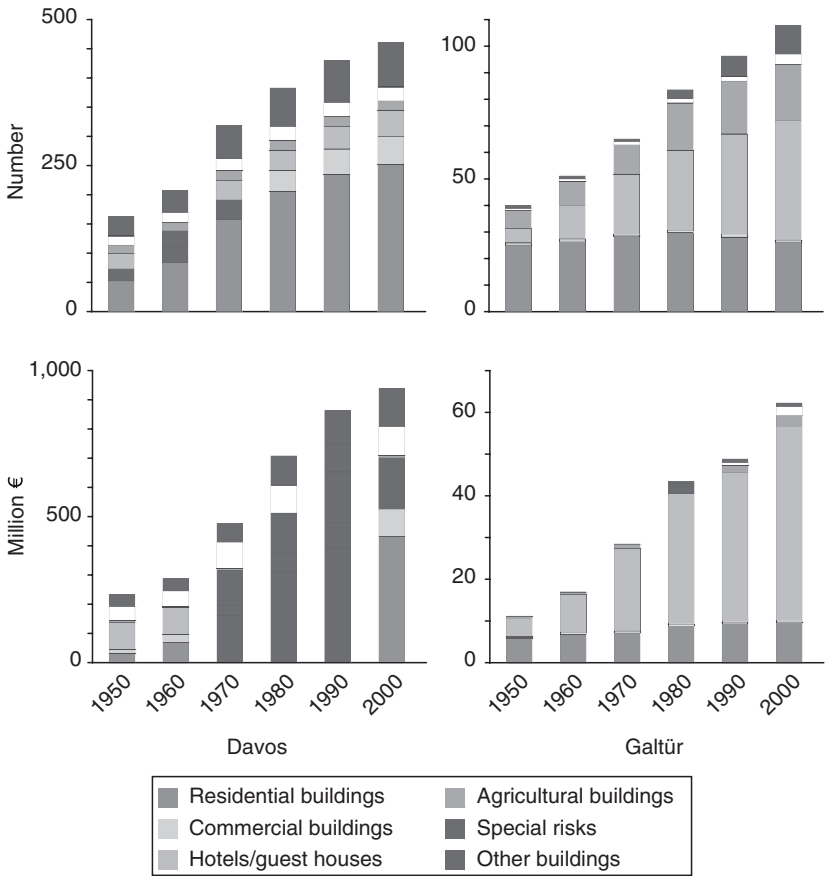 500
250
0
Number
100
50
0
1,000
500
0
Million €
60
40
20
0
1950 1960 1970 1980 1990 2000
1950 1960 1970 1980 1990 2000
Davos
Galtür
Residential buildings
Commercial buildings
Hotels/guest houses
Agricultural buildings
Special risks
Other buildings